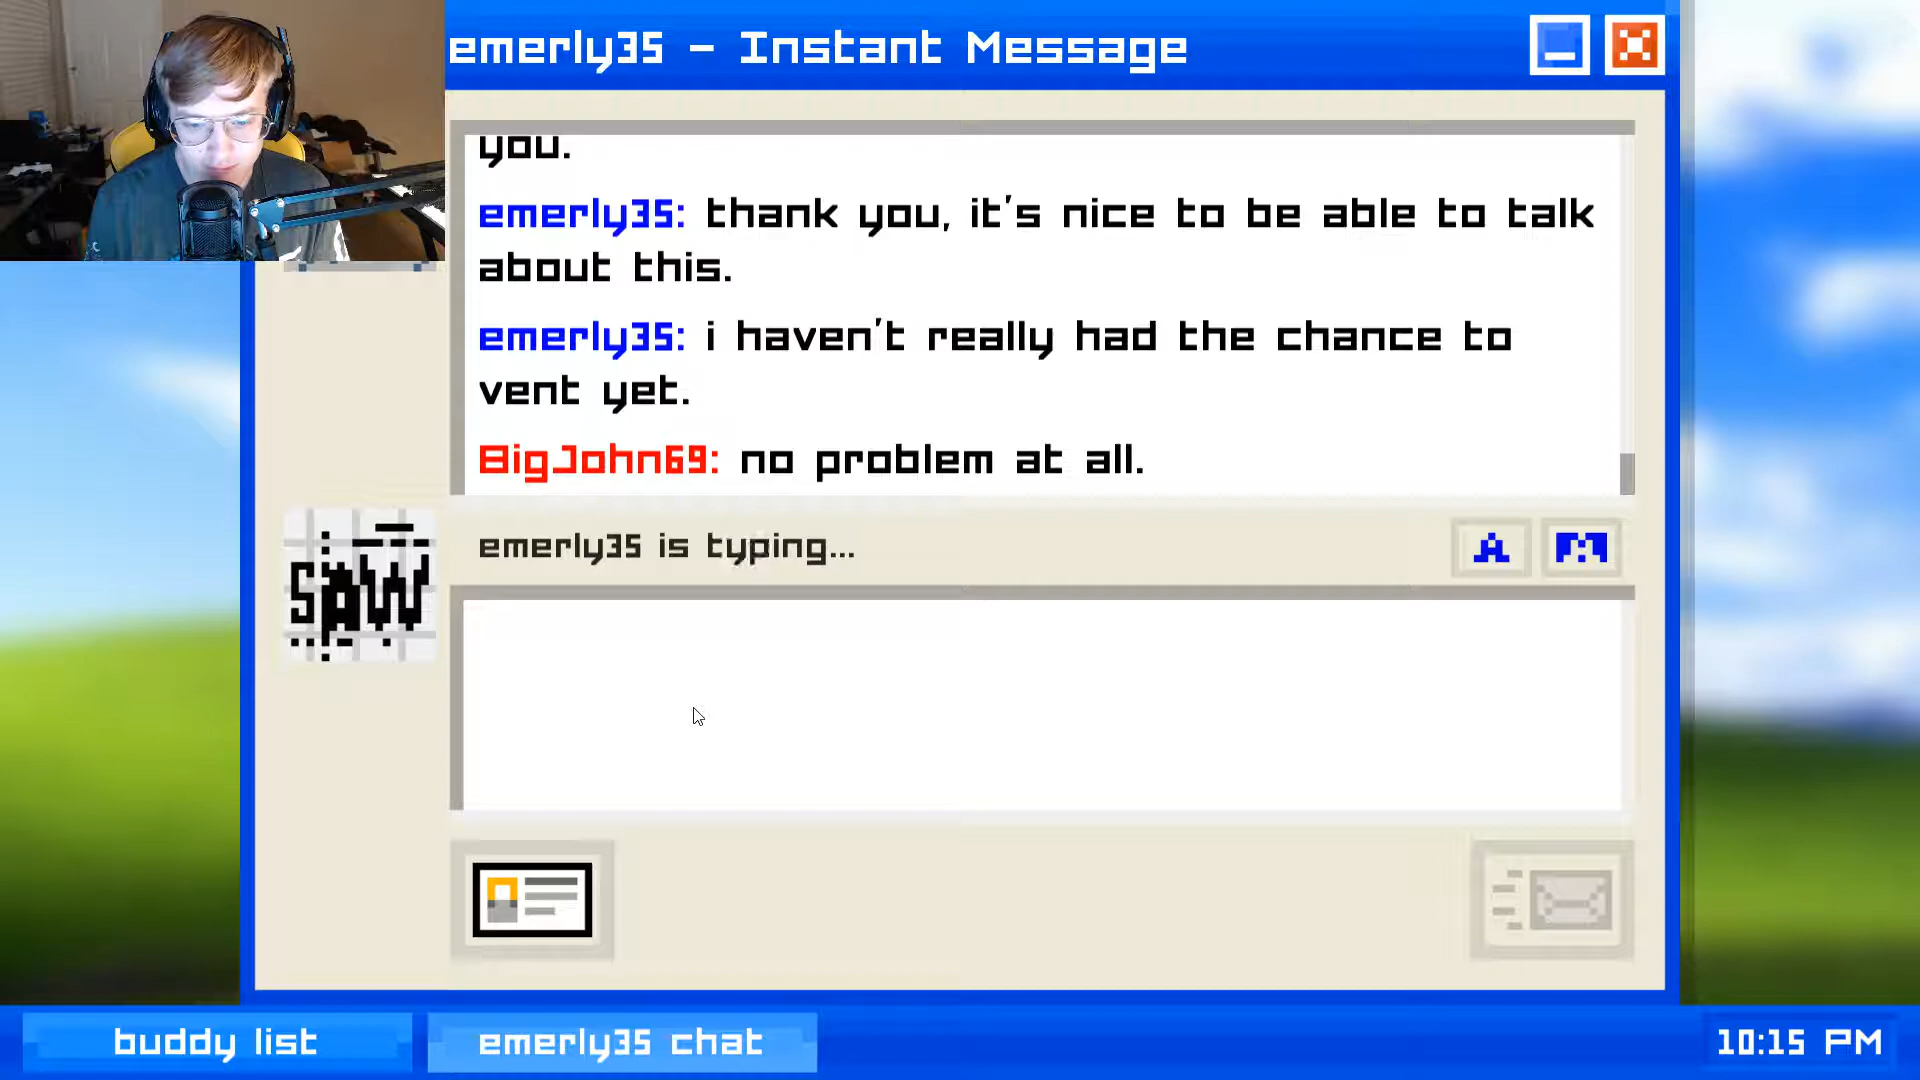 emerly35 - Instant Message
you.
emerly35: thank you, it's nice to be able to talk
about this.
emerly35: i haven't really had the chance to
vent yet.
BigJohn69: no problem at all.
emerly35 is typing...
A
SAW
buddy list
emerly35 chat
10:15 PM